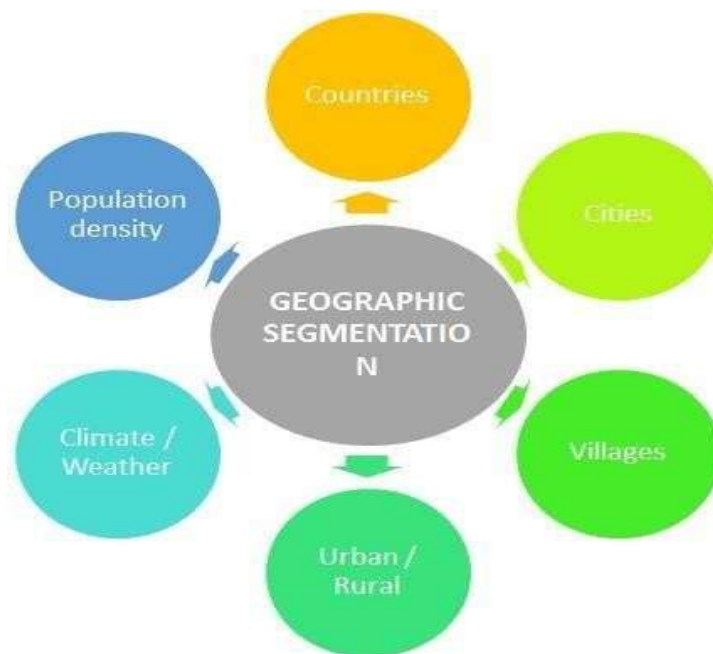 Countries
Population
density
Cities
GEOGRAPHIC
SEGMENTATIO
N
Climate /
Weather
Villages
Urban /
Rural